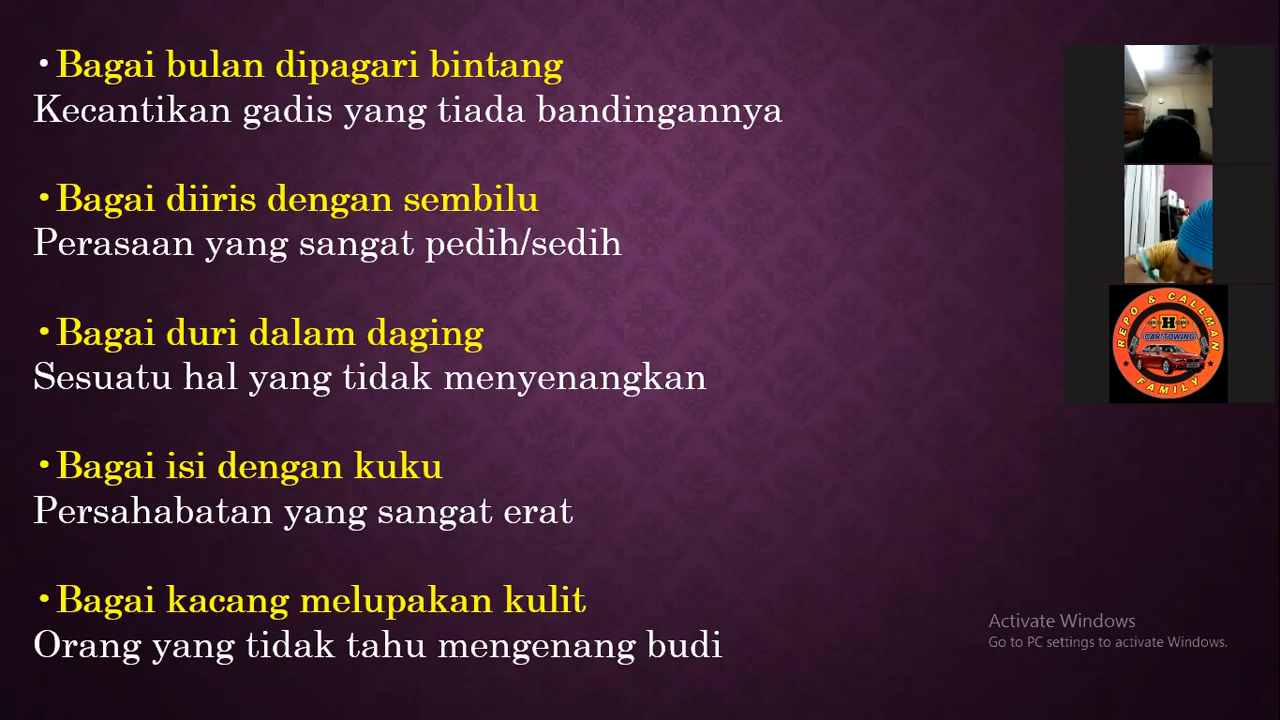 • Bagai bulan dipagari bintang
Kecantikan gadis yang tiada bandingannya
• Bagai diiris dengan sembilu
Perasaan yang sangat pedih/sedih
• Bagai duri dalam daging
Sesuatu hal yang tidak menyenangkan
• Bagai isi dengan kuku
Persahabatan yang sangat erat
• Bagai kacang melupakan kulit
Orang yang tidak tahu mengenang budi
REPO & CALLMAN
H
CAR TOWING
FAMILY
Activate Windows
Go to PC settings to activate Windows.